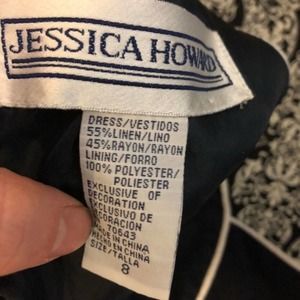 JESSICA HOWARD
DRESS/VESTIDOS
55%LINEN/LINO
45%RAYON/RAYON
LINING/FORRO
100% POLYESTER/
POLIESTER
EXCLUSIVE OF
DECORATION
EXCLUSIVO DE
DECORACION
70643
MADE IN CHINA
HECHO EN CHINA
SIZE/TALLA
8